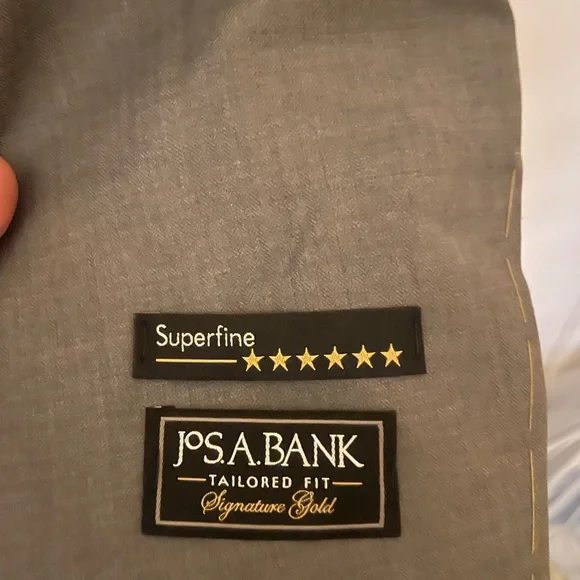 Superfine
JoS.A.BANK
TAILORED FIT
Signature Gold